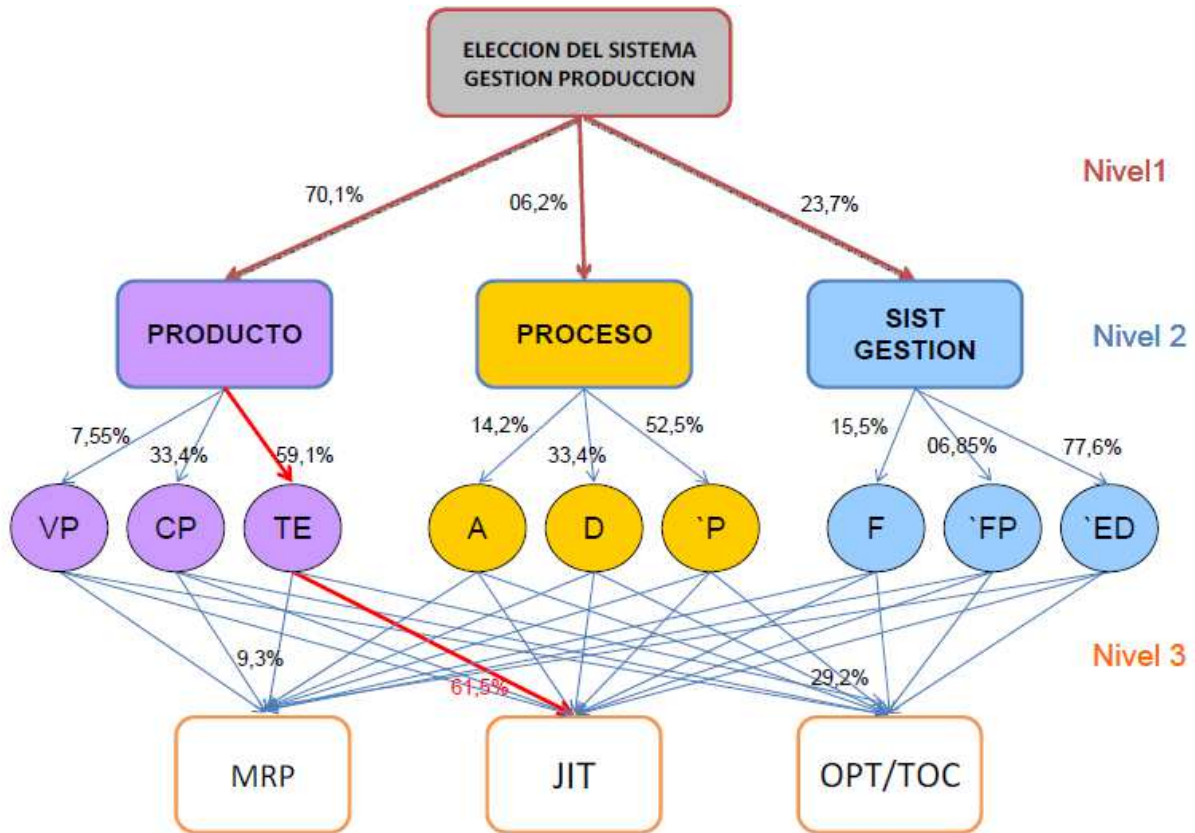 ELECCION DEL SISTEMA
GESTION PRODUCCION
Nivel1
70,1%
06,2%
23,7%
PRODUCTO
PROCESO
SIST
GESTION
Nivel 2
7,55%
33,4%
59,1%
14,2%
33,4%
52,5%
15,5%
06,85%
77,6%
VP
CP
TE
A
D
`P
F
`FP
`ED
Nivel 3
9,3%
61,5%
29,2%
MRP
JIT
OPT/TOC